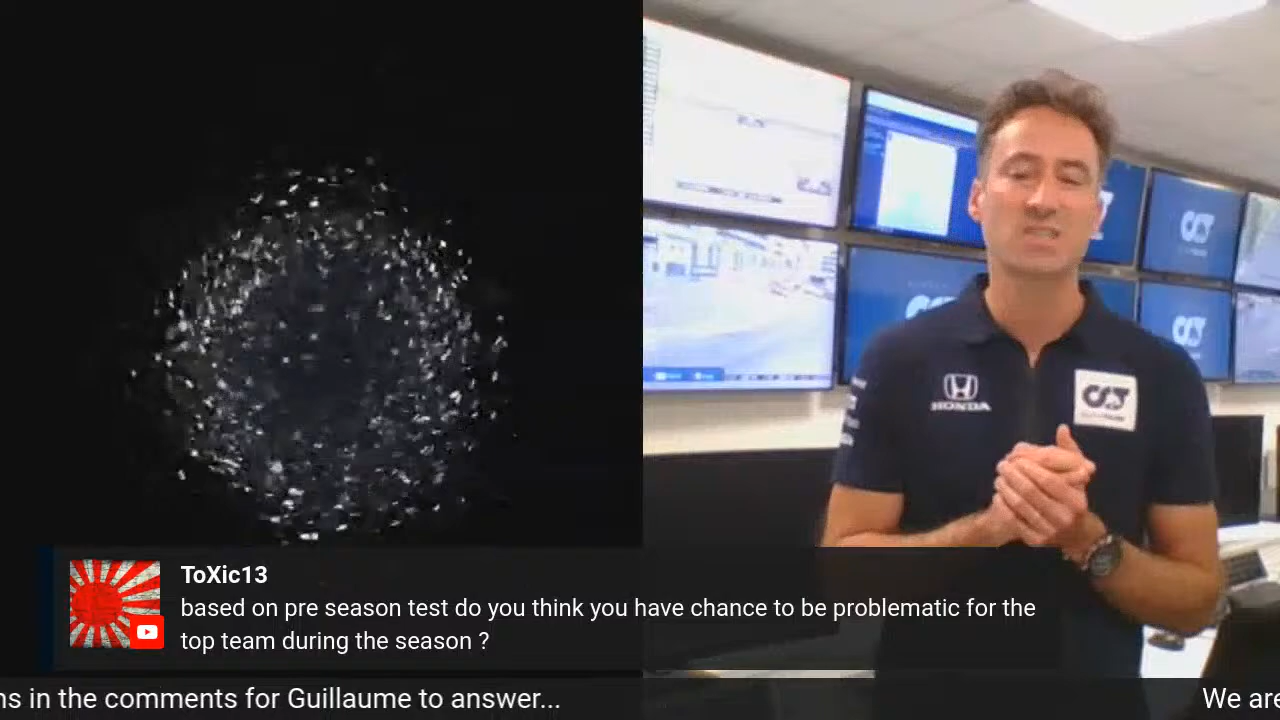 HONDA
ToXic13
based on pre season test do you think you have chance to be problematic for the
top team during the season ?
ns in the comments for Guillaume to answer...
We are